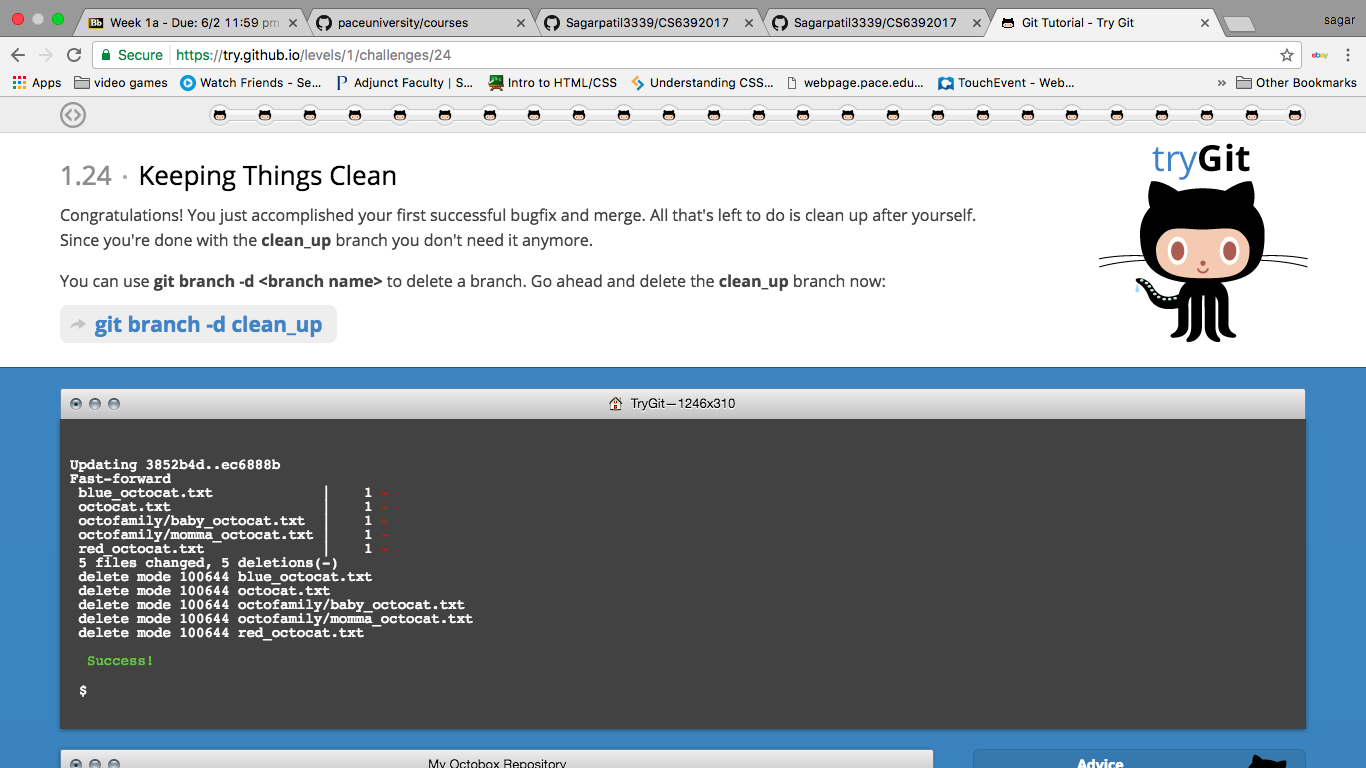 Bb Week 1a - Due: 6/2 11:59 pm
paceuniversity/courses
Sagarpatil3339/CS6392017
Sagarpatil3339/CS6392017
Git Tutorial - Try Git
sagar
Secure https://try.github.io/levels/1/challenges/24
ebay
Apps video games Watch Friends - Se... P Adjunct Faculty | S... Intro to HTML/CSS Understanding CSS... webpage.pace.edu... TouchEvent - Web... » Other Bookmarks
tryGit
1.24 · Keeping Things Clean
Congratulations! You just accomplished your first successful bugfix and merge. All that's left to do is clean up after yourself.
Since you're done with the clean_up branch you don't need it anymore.
You can use git branch -d <branch name> to delete a branch. Go ahead and delete the clean_up branch now:
git branch -d clean_up
TryGit—1246x310
Updating 3852b4d..ec6888b
Fast-forward
blue_octocat.txt | 1 -
octocat.txt | 1 -
octofamily/baby_octocat.txt | 1 -
octofamily/momma_octocat.txt | 1 -
red_octocat.txt | 1 -
5 files changed, 5 deletions(-)
delete mode 100644 blue_octocat.txt
delete mode 100644 octocat.txt
delete mode 100644 octofamily/baby_octocat.txt
delete mode 100644 octofamily/momma_octocat.txt
delete mode 100644 red_octocat.txt
Success!
$
My Octobox Repository
Advice